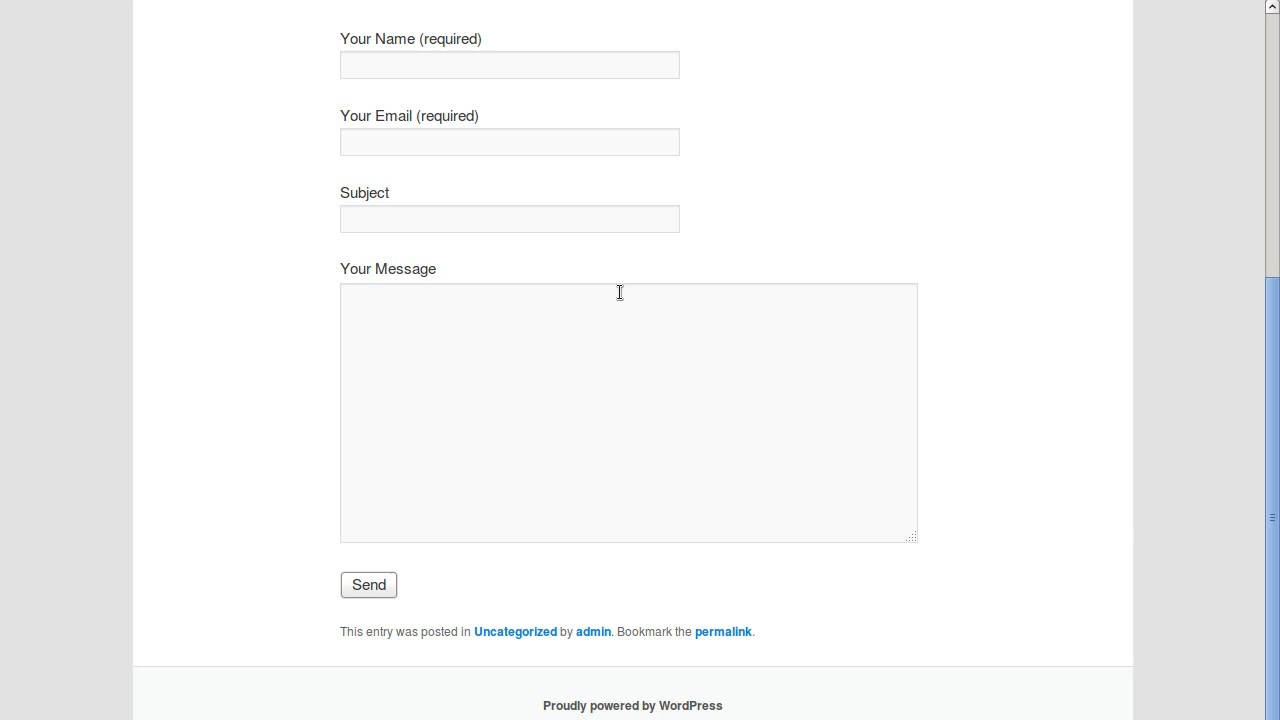 Your Name (required)
Your Email (required)
Subject
Your Message
Send
This entry was posted in Uncategorized by admin. Bookmark the permalink.
Proudly powered by WordPress